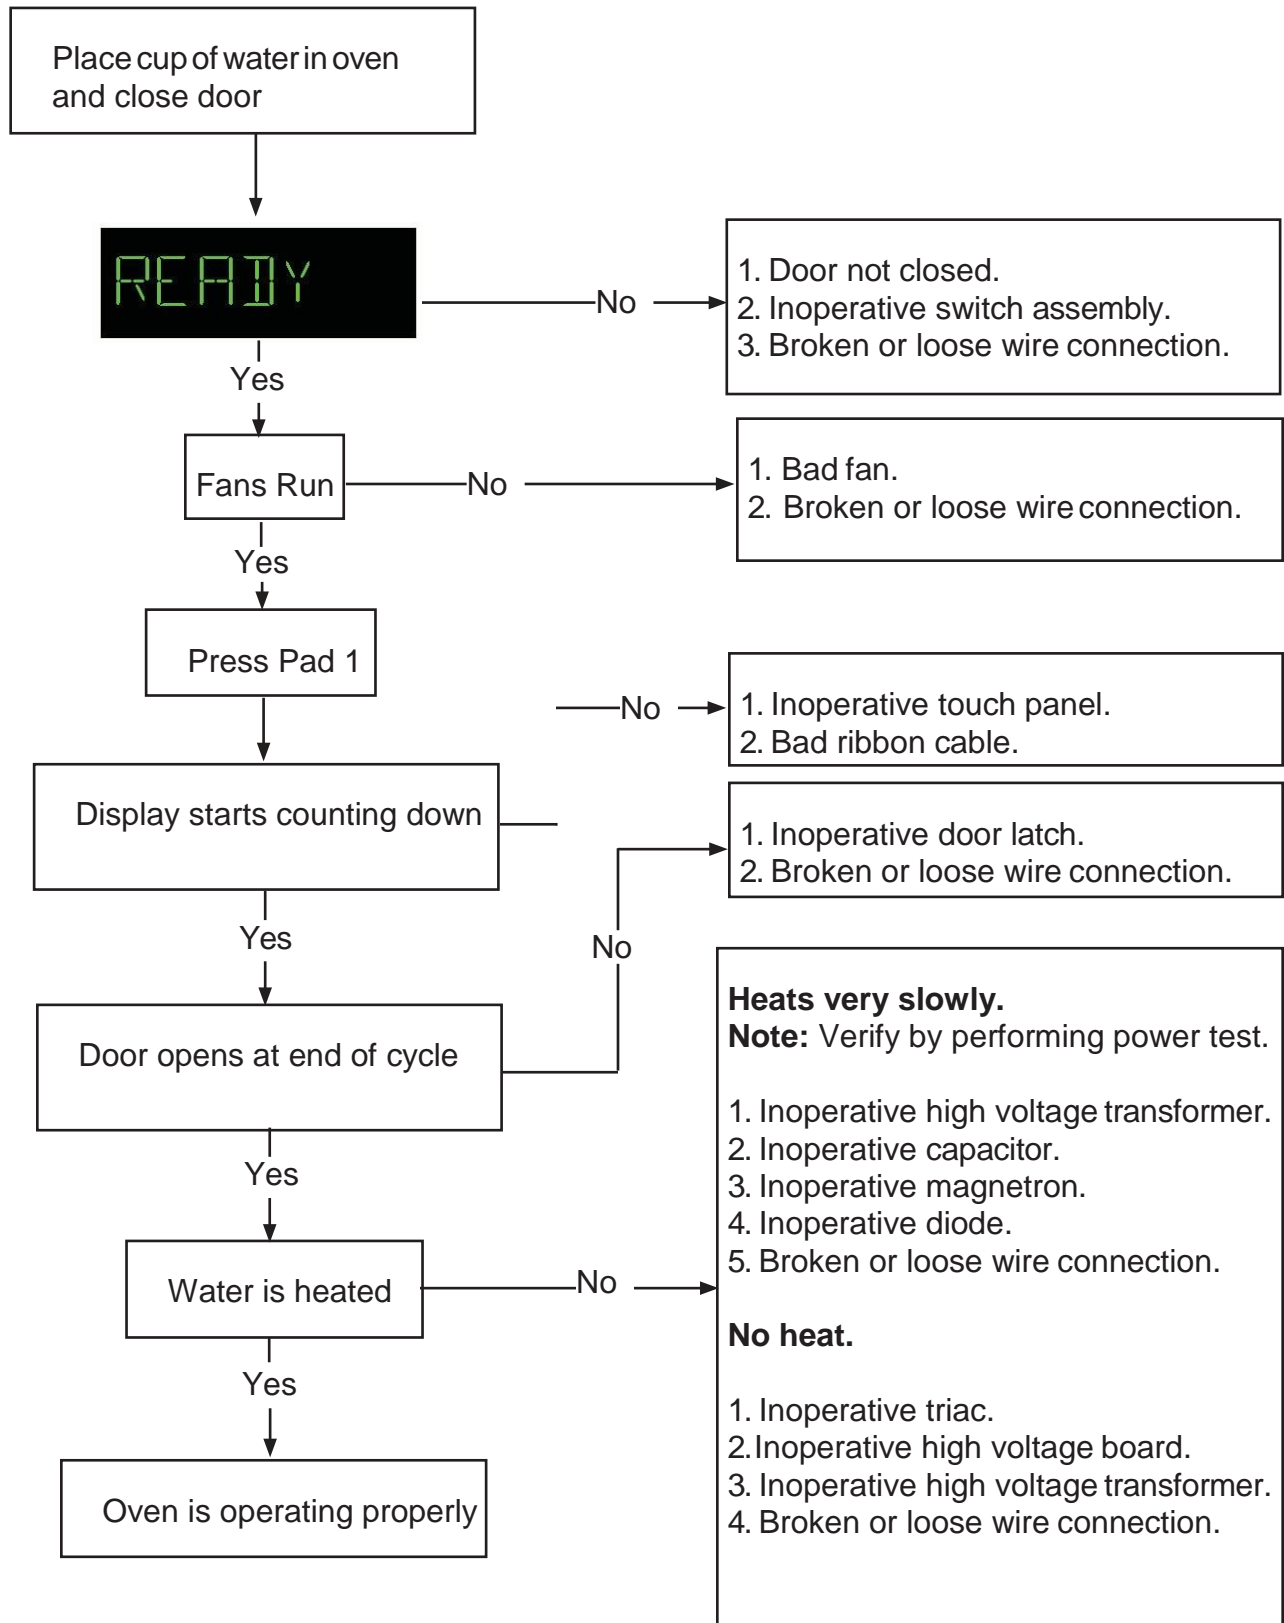 Place cup of water in oven
and close door
READY
No
1. Door not closed.
2. Inoperative switch assembly.
3. Broken or loose wire connection.
Yes
Fans Run
No
1. Bad fan.
2. Broken or loose wire connection.
Yes
Press Pad 1
No
1. Inoperative touch panel.
2. Bad ribbon cable.
Display starts counting down
1. Inoperative door latch.
2. Broken or loose wire connection.
Yes
No
Door opens at end of cycle
Heats very slowly.
Note: Verify by performing power test.
1. Inoperative high voltage transformer.
2. Inoperative capacitor.
3. Inoperative magnetron.
4. Inoperative diode.
5. Broken or loose wire connection.
Yes
Water is heated
No
No heat.
1. Inoperative triac.
2.Inoperative high voltage board.
3. Inoperative high voltage transformer.
4. Broken or loose wire connection.
Yes
Oven is operating properly